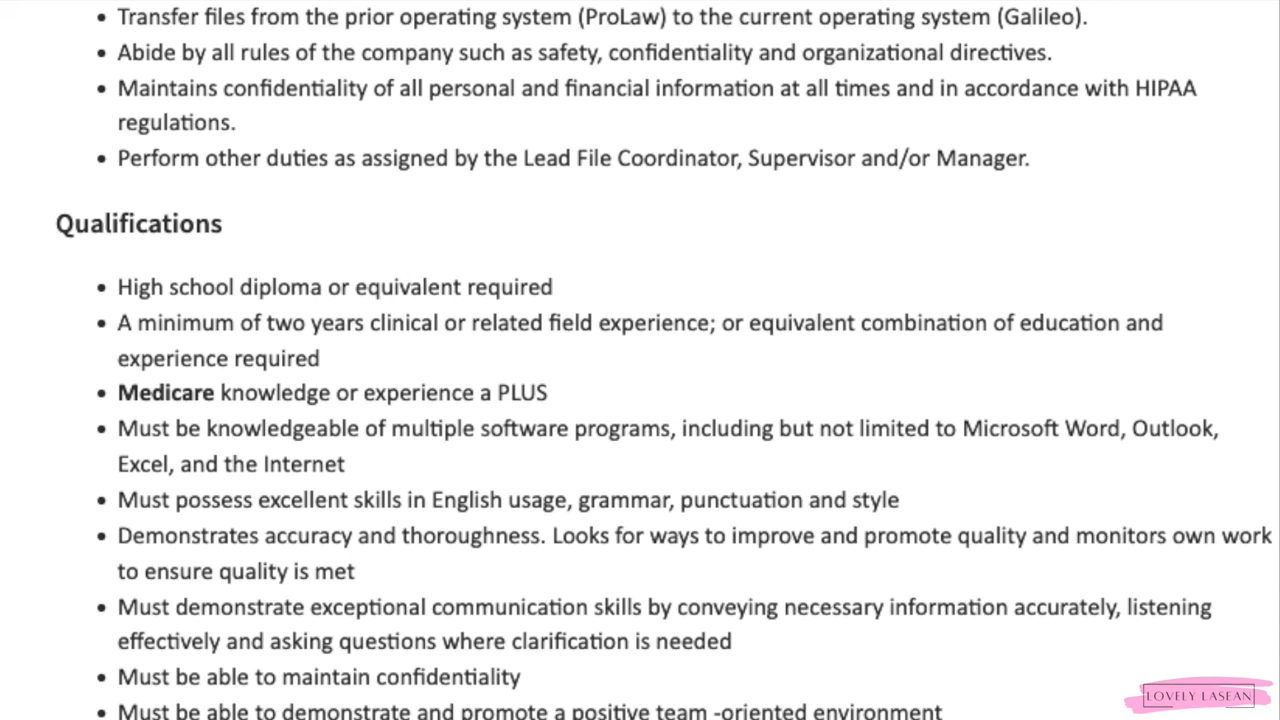 • Transfer files from the prior operating system (ProLaw) to the current operating system (Galileo).
• Abide by all rules of the company such as safety, confidentiality and organizational directives.
• Maintains confidentiality of all personal and financial information at all times and in accordance with HIPAA
regulations.
• Perform other duties as assigned by the Lead File Coordinator, Supervisor and/or Manager.
Qualifications
• High school diploma or equivalent required
• A minimum of two years clinical or related field experience; or equivalent combination of education and
experience required
• Medicare knowledge or experience a PLUS
• Must be knowledgeable of multiple software programs, including but not limited to Microsoft Word, Outlook,
Excel, and the Internet
• Must possess excellent skills in English usage, grammar, punctuation and style
• Demonstrates accuracy and thoroughness. Looks for ways to improve and promote quality and monitors own work
to ensure quality is met
• Must demonstrate exceptional communication skills by conveying necessary information accurately, listening
effectively and asking questions where clarification is needed
• Must be able to maintain confidentiality
• Must be able to demonstrate and promote a positive team -oriented environment
LOVELY LASEAN